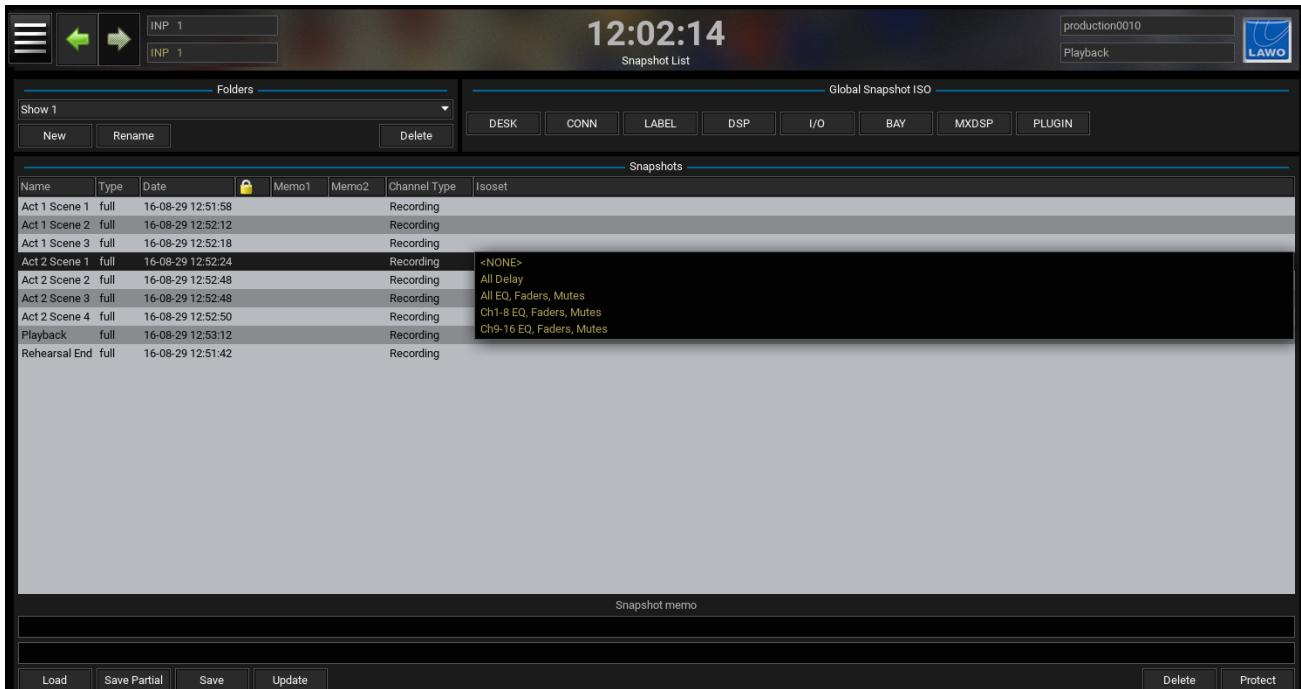 INP 1
INP 1
12:02:14
Snapshot List
production0010
Playback
LAWO
Folders
Show 1
New Rename Delete
Global Snapshot ISO
DESK CONN LABEL DSP I/O BAY MXDSP PLUGIN
Snapshots
Name Type Date Memo1 Memo2 Channel Type Isoset
Act 1 Scene 1 full 16-08-29 12:51:58 Recording
Act 1 Scene 2 full 16-08-29 12:52:12 Recording
Act 1 Scene 3 full 16-08-29 12:52:18 Recording
Act 2 Scene 1 full 16-08-29 12:52:24 Recording
Act 2 Scene 2 full 16-08-29 12:52:48 Recording
Act 2 Scene 3 full 16-08-29 12:52:48 Recording
Act 2 Scene 4 full 16-08-29 12:52:50 Recording
Playback full 16-08-29 12:53:12 Recording
Rehearsal End full 16-08-29 12:51:42 Recording
<NONE>
All Delay
All EQ, Faders, Mutes
Ch1-8 EQ, Faders, Mutes
Ch9-16 EQ, Faders, Mutes
Snapshot memo
Load Save Partial Save Update Delete Protect